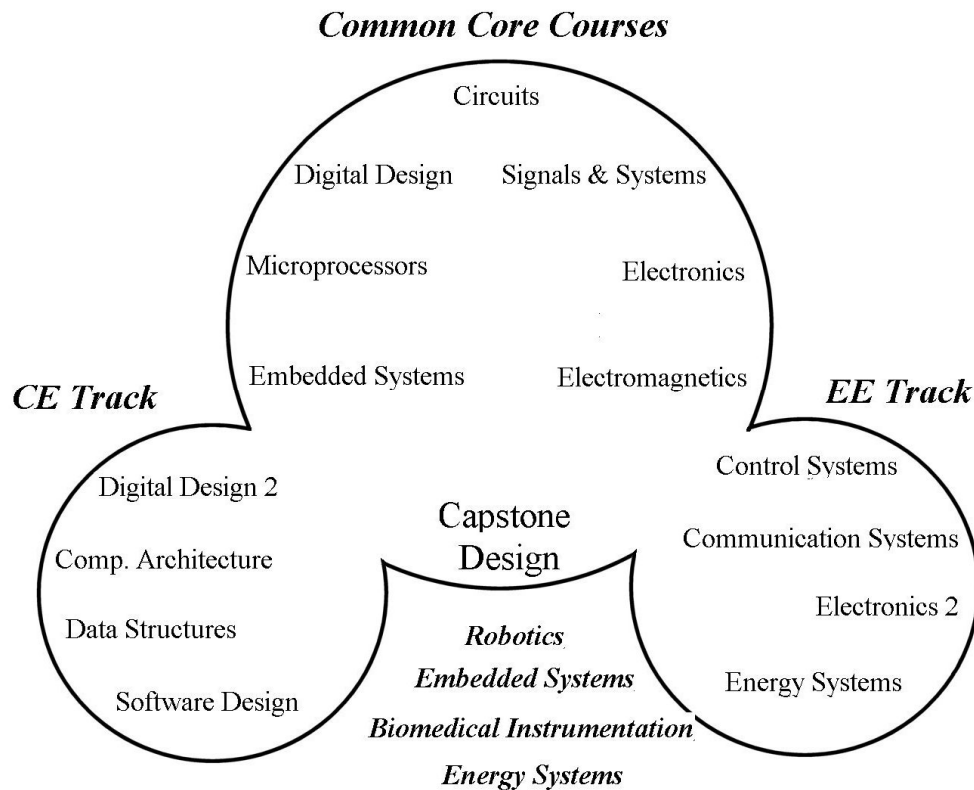 Common Core Courses
Circuits
Digital Design
Signals & Systems
Microprocessors
Electronics
Embedded Systems
Electromagnetics
CE Track
EE Track
Digital Design 2
Comp. Architecture
Data Structures
Software Design
Capstone
Design
Control Systems
Communication Systems
Electronics 2
Energy Systems
Robotics
Embedded Systems
Biomedical Instrumentation
Energy Systems